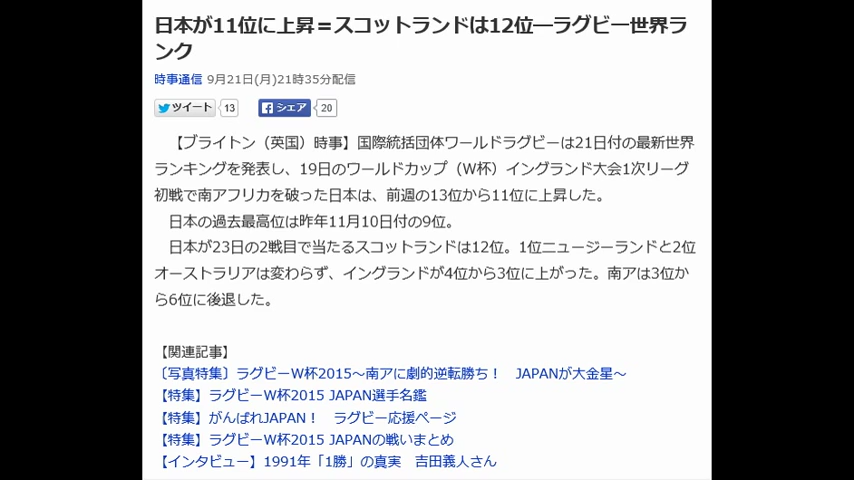 日本が11位に上昇＝スコットランドは12位―ラグビー世界ラ
ンク
時事通信 9月21日(月)21時35分配信
ツイート 13 シェア 20
【ブライトン（英国）時事】国際統括団体ワールドラグビーは21日付の最新世界
ランキングを発表し、19日のワールドカップ（W杯）イングランド大会1次リーグ
初戦で南アフリカを破った日本は、前週の13位から11位に上昇した。
日本の過去最高位は昨年11月10日付の9位。
日本が23日の2戦目で当たるスコットランドは12位。1位ニュージーランドと2位
オーストラリアは変わらず、イングランドが4位から3位に上がった。南アは3位か
ら6位に後退した。
【関連記事】
〔写真特集〕ラグビーW杯2015～南アに劇的逆転勝ち！　JAPANが大金星～
【特集】ラグビーW杯2015 JAPAN選手名鑑
【特集】がんばれJAPAN！　ラグビー応援ページ
【特集】ラグビーW杯2015 JAPANの戦いまとめ
【インタビュー】1991年「1勝」の真実　吉田義人さん